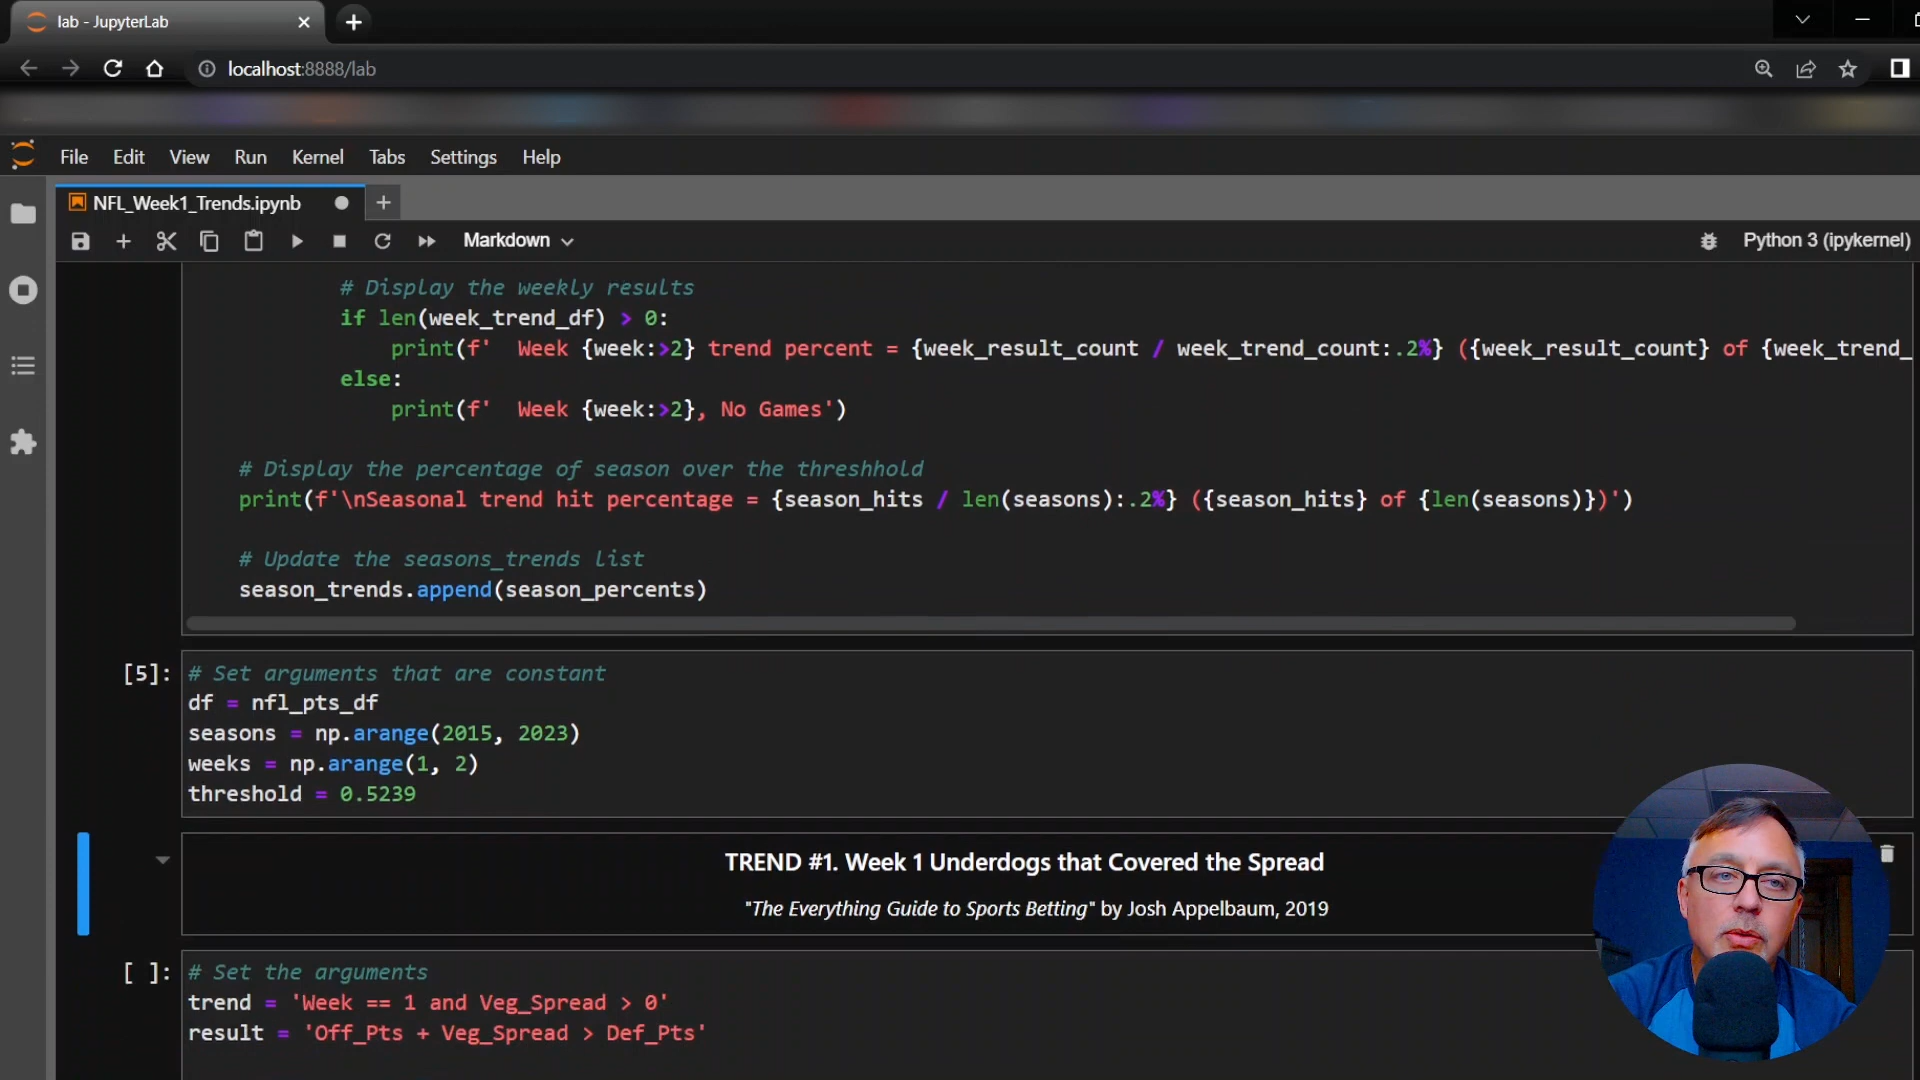 lab - JupyterLab
localhost:8888/lab
File Edit View Run Kernel Tabs Settings Help
NFL_Week1_Trends.ipynb
Markdown
Python 3 (ipykernel)
# Display the weekly results
if len(week_trend_df) > 0:
print(f'  Week {week:>2} trend percent = {week_result_count / week_trend_count:.2%} ({week_result_count} of {week_trend_
else:
print(f'  Week {week:>2}, No Games')
# Display the percentage of season over the threshhold
print(f'\nSeasonal trend hit percentage = {season_hits / len(seasons):.2%} ({season_hits} of {len(seasons)})')
# Update the seasons_trends list
season_trends.append(season_percents)
[5]: # Set arguments that are constant
df = nfl_pts_df
seasons = np.arange(2015, 2023)
weeks = np.arange(1, 2)
threshold = 0.5239
TREND #1. Week 1 Underdogs that Covered the Spread
"The Everything Guide to Sports Betting" by Josh Appelbaum, 2019
[ ]: # Set the arguments
trend = 'Week == 1 and Veg_Spread > 0'
result = 'Off_Pts + Veg_Spread > Def_Pts'